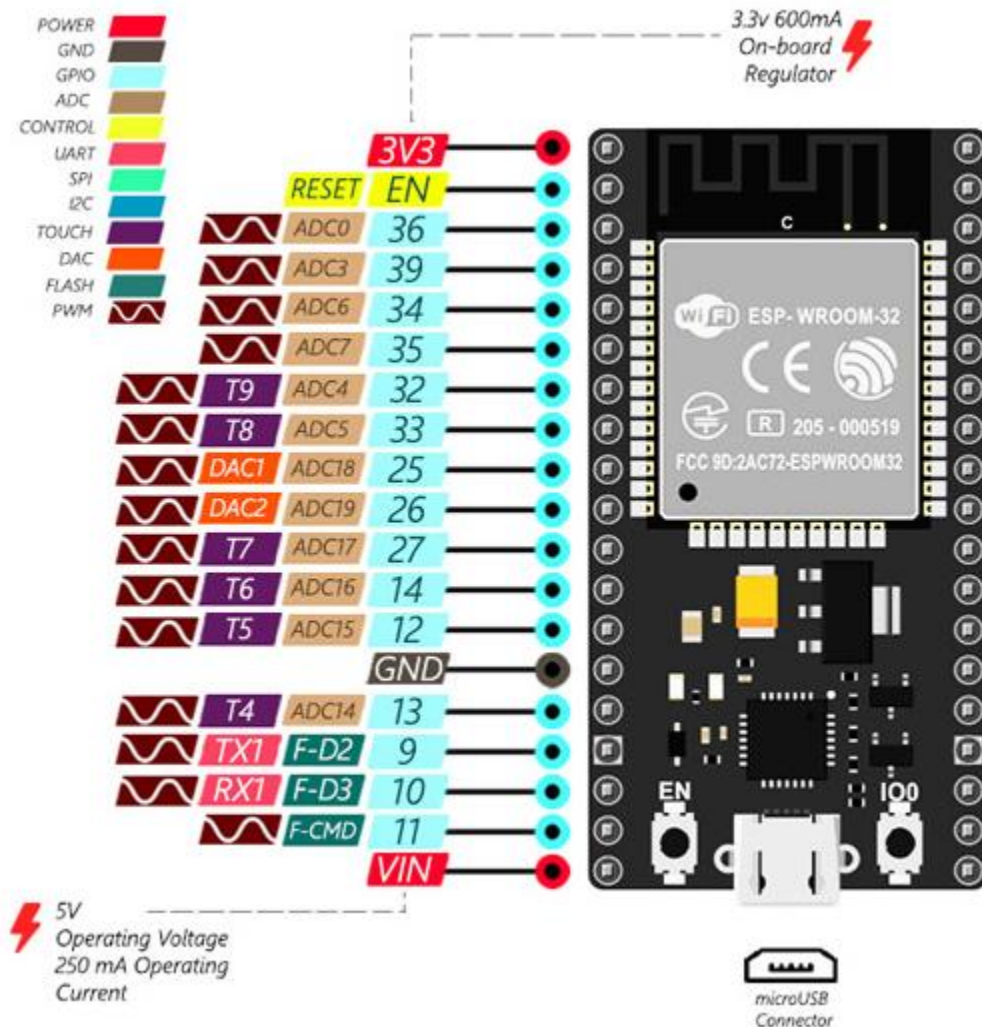 POWER
GND
GPIO
ADC
CONTROL
UART
SPI
I2C
TOUCH
DAC
FLASH
PWM
3.3v 600mA
On-board
Regulator
3V3
RESET EN
ADC0 36
ADC3 39
ADC6 34
ADC7 35
T9 ADC4 32
T8 ADC5 33
DAC1 ADC18 25
DAC2 ADC19 26
T7 ADC17 27
T6 ADC16 14
T5 ADC15 12
GND
T4 ADC14 13
TX1 F-D2 9
RX1 F-D3 10
F-CMD 11
VIN
5V
Operating Voltage
250 mA Operating
Current
C
WiFi ESP-WROOM-32
CE
R 205-000519
FCC 9D:2AC72-ESPWROOM32
EN IO0
microUSB
Connector